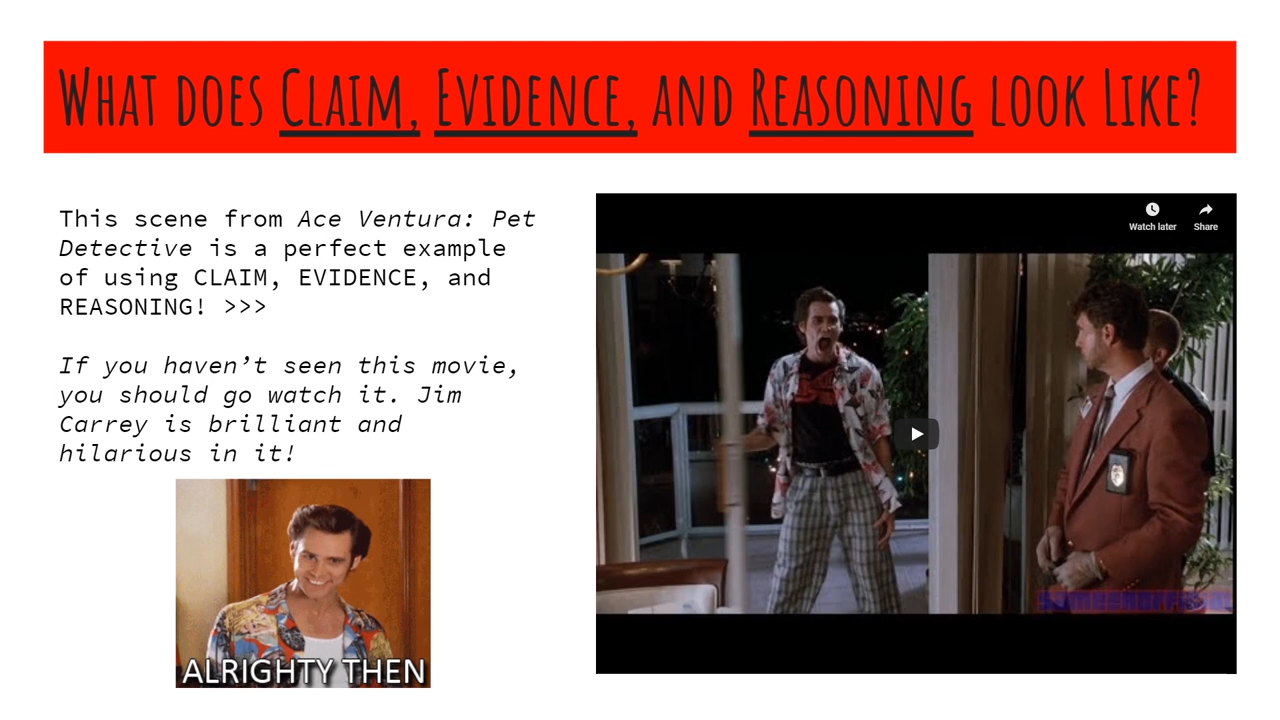 What does Claim, Evidence, and Reasoning look Like?
This scene from Ace Ventura: Pet
Detective is a perfect example
of using CLAIM, EVIDENCE, and
REASONING! >>>
If you haven’t seen this movie,
you should go watch it. Jim
Carrey is brilliant and
hilarious in it!
ALRIGHTY THEN
Watch later
Share